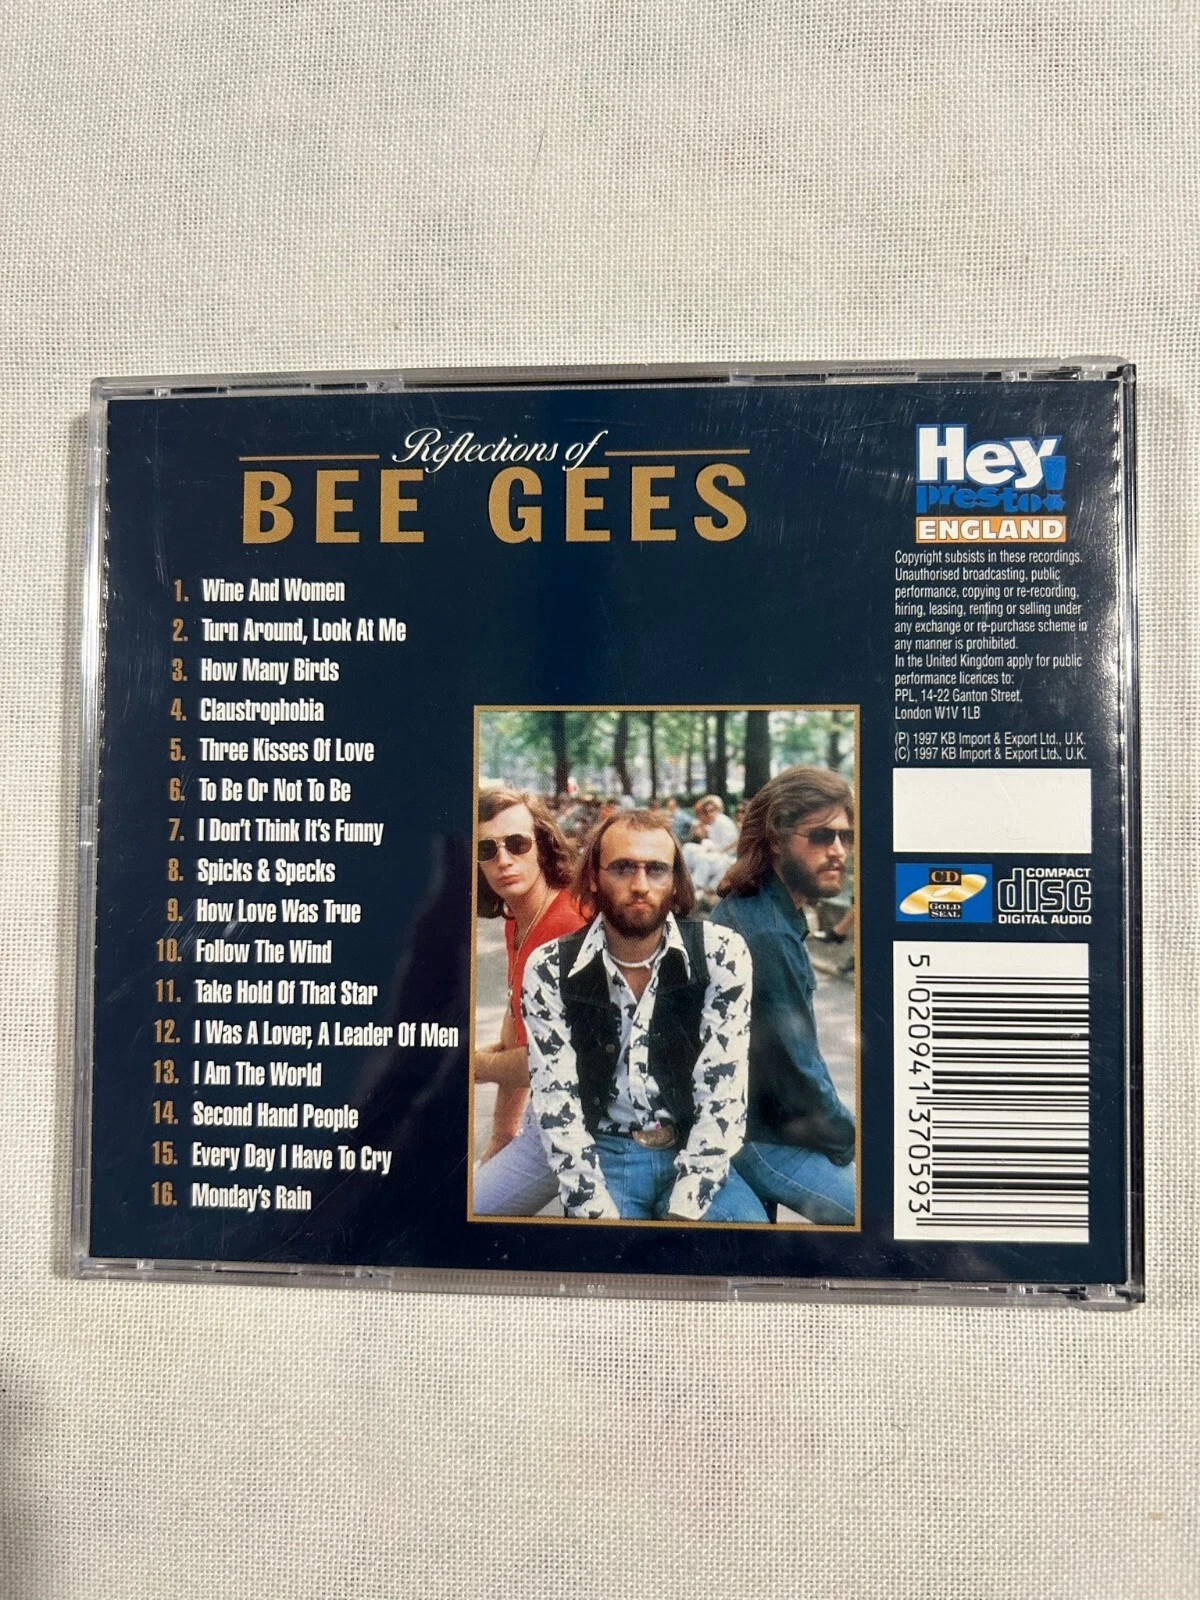 Reflections of
BEE GEES
1. Wine And Women
2. Turn Around, Look At Me
3. How Many Birds
4. Claustrophobia
5. Three Kisses Of Love
6. To Be Or Not To Be
7. I Don't Think It's Funny
8. Spicks & Specks
9. How Love Was True
10. Follow The Wind
11. Take Hold Of That Star
12. I Was A Lover, A Leader Of Men
13. I Am The World
14. Second Hand People
15. Every Day I Have To Cry
16. Monday's Rain
Hey
presto!
ENGLAND
Copyright subsists in these recordings.
Unauthorised broadcasting, public
performance, copying or re-recording,
hiring, leasing, renting or selling under
any exchange or re-purchase scheme in
any manner is prohibited.
In the United Kingdom apply for public
performance licences to:
PPL, 14-22 Ganton Street,
London W1V 1LB
(P) 1997 KB Import & Export Ltd., U.K.
(C) 1997 KB Import & Export Ltd., U.K.
CD
GOLD
SEAL
COMPACT
disc
DIGITAL AUDIO
5 020941 370593